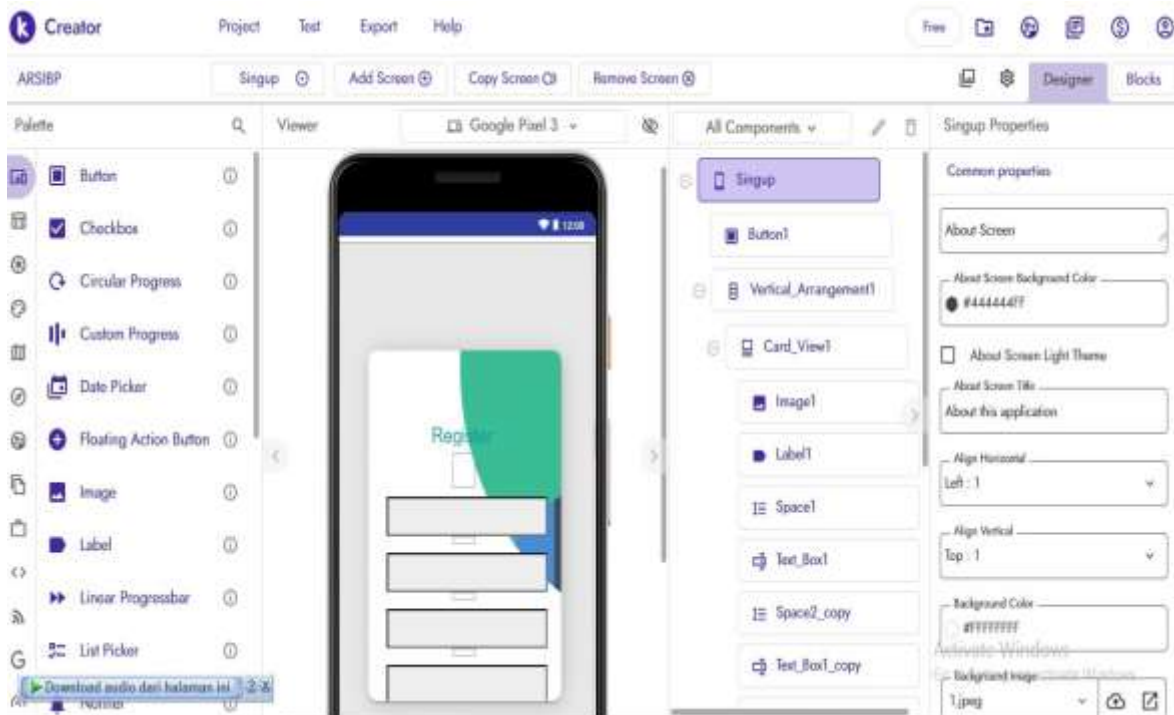 Creator
Project Test Export Help
Free
ARSIBP
Singup
Add Screen
Copy Screen
Remove Screen
Designer
Blocks
Palette
Viewer
Google Pixel 3
All Components
Singup Properties
Button
Checkbox
Circular Progress
Custom Progress
Date Picker
Floating Action Button
Image
Label
Linear Progressbar
List Picker
Download audio dari halaman ini
12:00
Register
Singup
Button1
Vertical_Arrangement1
Card_View1
Image1
Label1
Space1
Text_Box1
Space2_copy
Text_Box1_copy
Common properties
About Screen
About Screen Background Color
#444444FF
About Screen Light Theme
About Screen Title
About this application
Align Horizontal
Left : 1
Align Vertical
Top : 1
Background Color
#FFFFFFFF
Activate Windows
Background Image
1.jpeg